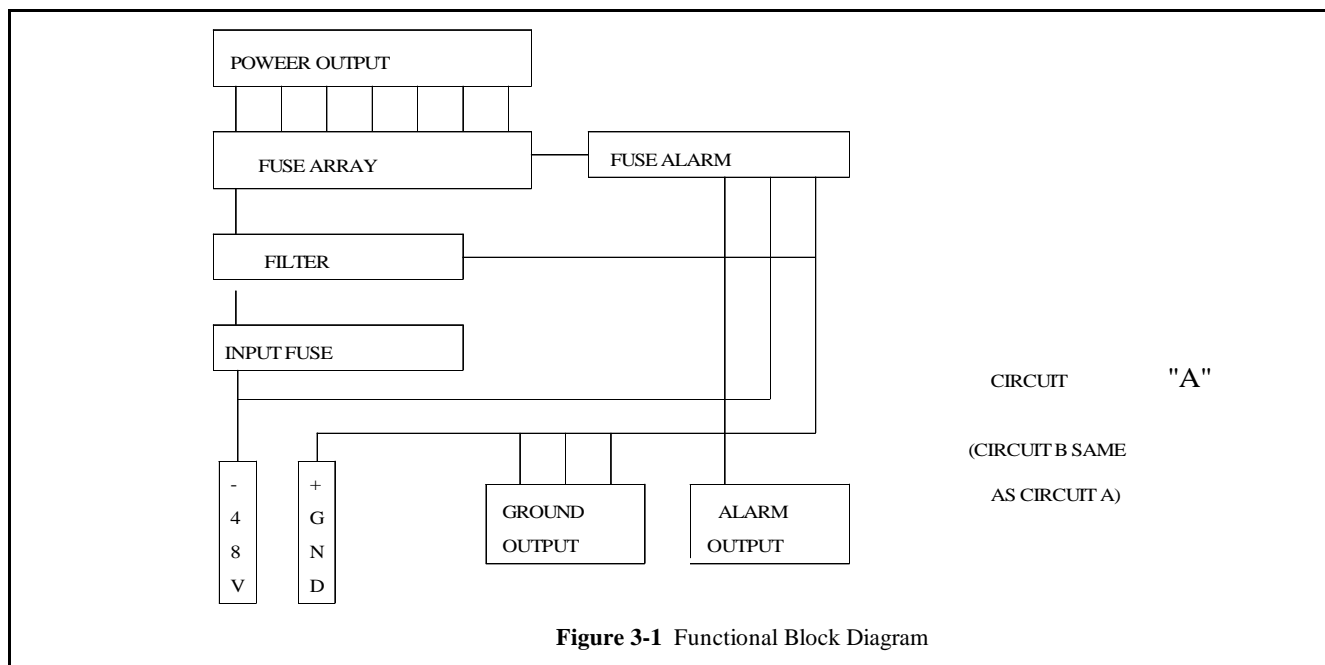 POWEER OUTPUT
FUSE ARRAY
FUSE ALARM
FILTER
INPUT FUSE
CIRCUIT "A"
(CIRCUIT B SAME
AS CIRCUIT A)
-
4
8
V
+
G
N
D
GROUND
OUTPUT
ALARM
OUTPUT
Figure 3-1 Functional Block Diagram